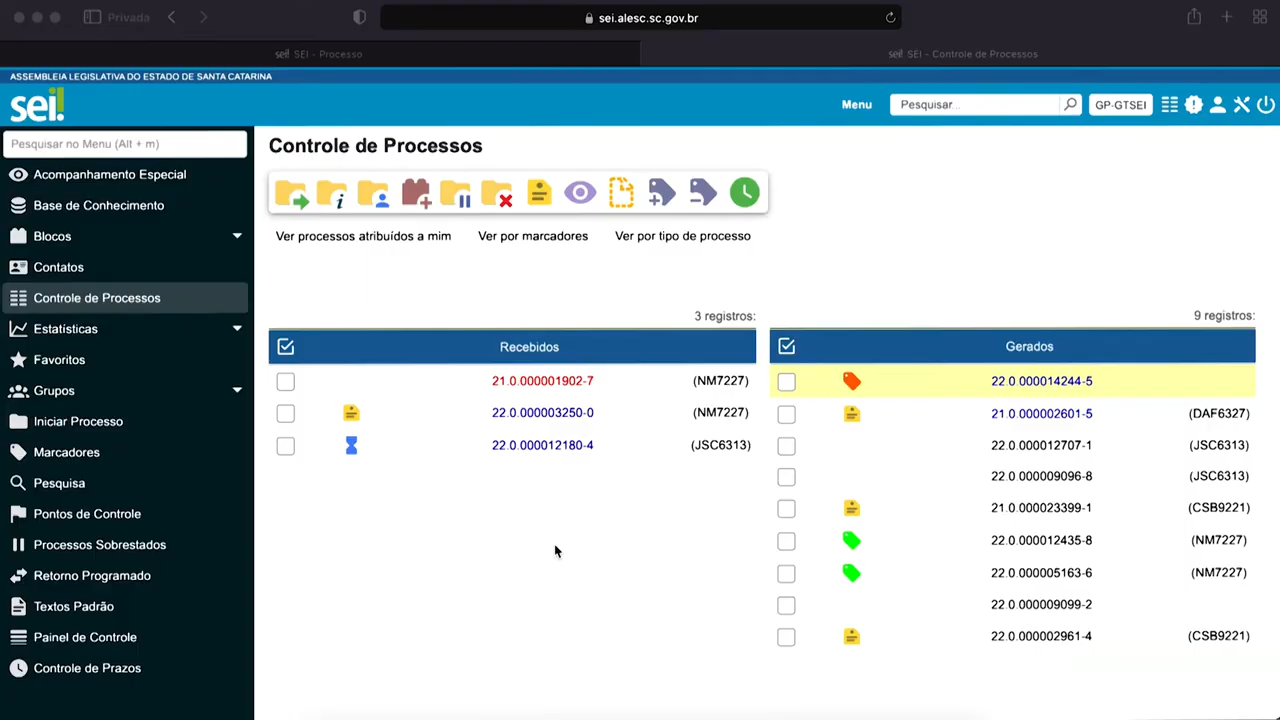 Privada
sei.alesc.sc.gov.br
sei! SEI - Processo
sei! SEI - Controle de Processos
ASSEMBLEIA LEGISLATIVA DO ESTADO DE SANTA CATARINA
sei!
Menu
Pesquisar...
GP-GTSEI
Pesquisar no Menu (Alt + m)
Acompanhamento Especial
Base de Conhecimento
Blocos
Contatos
Controle de Processos
Estatísticas
Favoritos
Grupos
Iniciar Processo
Marcadores
Pesquisa
Pontos de Controle
Processos Sobrestados
Retorno Programado
Textos Padrão
Painel de Controle
Controle de Prazos
Controle de Processos
Ver processos atribuídos a mim
Ver por marcadores
Ver por tipo de processo
3 registros:
Recebidos
21.0.000001902-7 (NM7227)
22.0.000003250-0 (NM7227)
22.0.000012180-4 (JSC6313)
9 registros:
Gerados
22.0.000014244-5
21.0.000002601-5 (DAF6327)
22.0.000012707-1 (JSC6313)
22.0.000009096-8 (JSC6313)
21.0.000023399-1 (CSB9221)
22.0.000012435-8 (NM7227)
22.0.000005163-6 (NM7227)
22.0.000009099-2
22.0.000002961-4 (CSB9221)